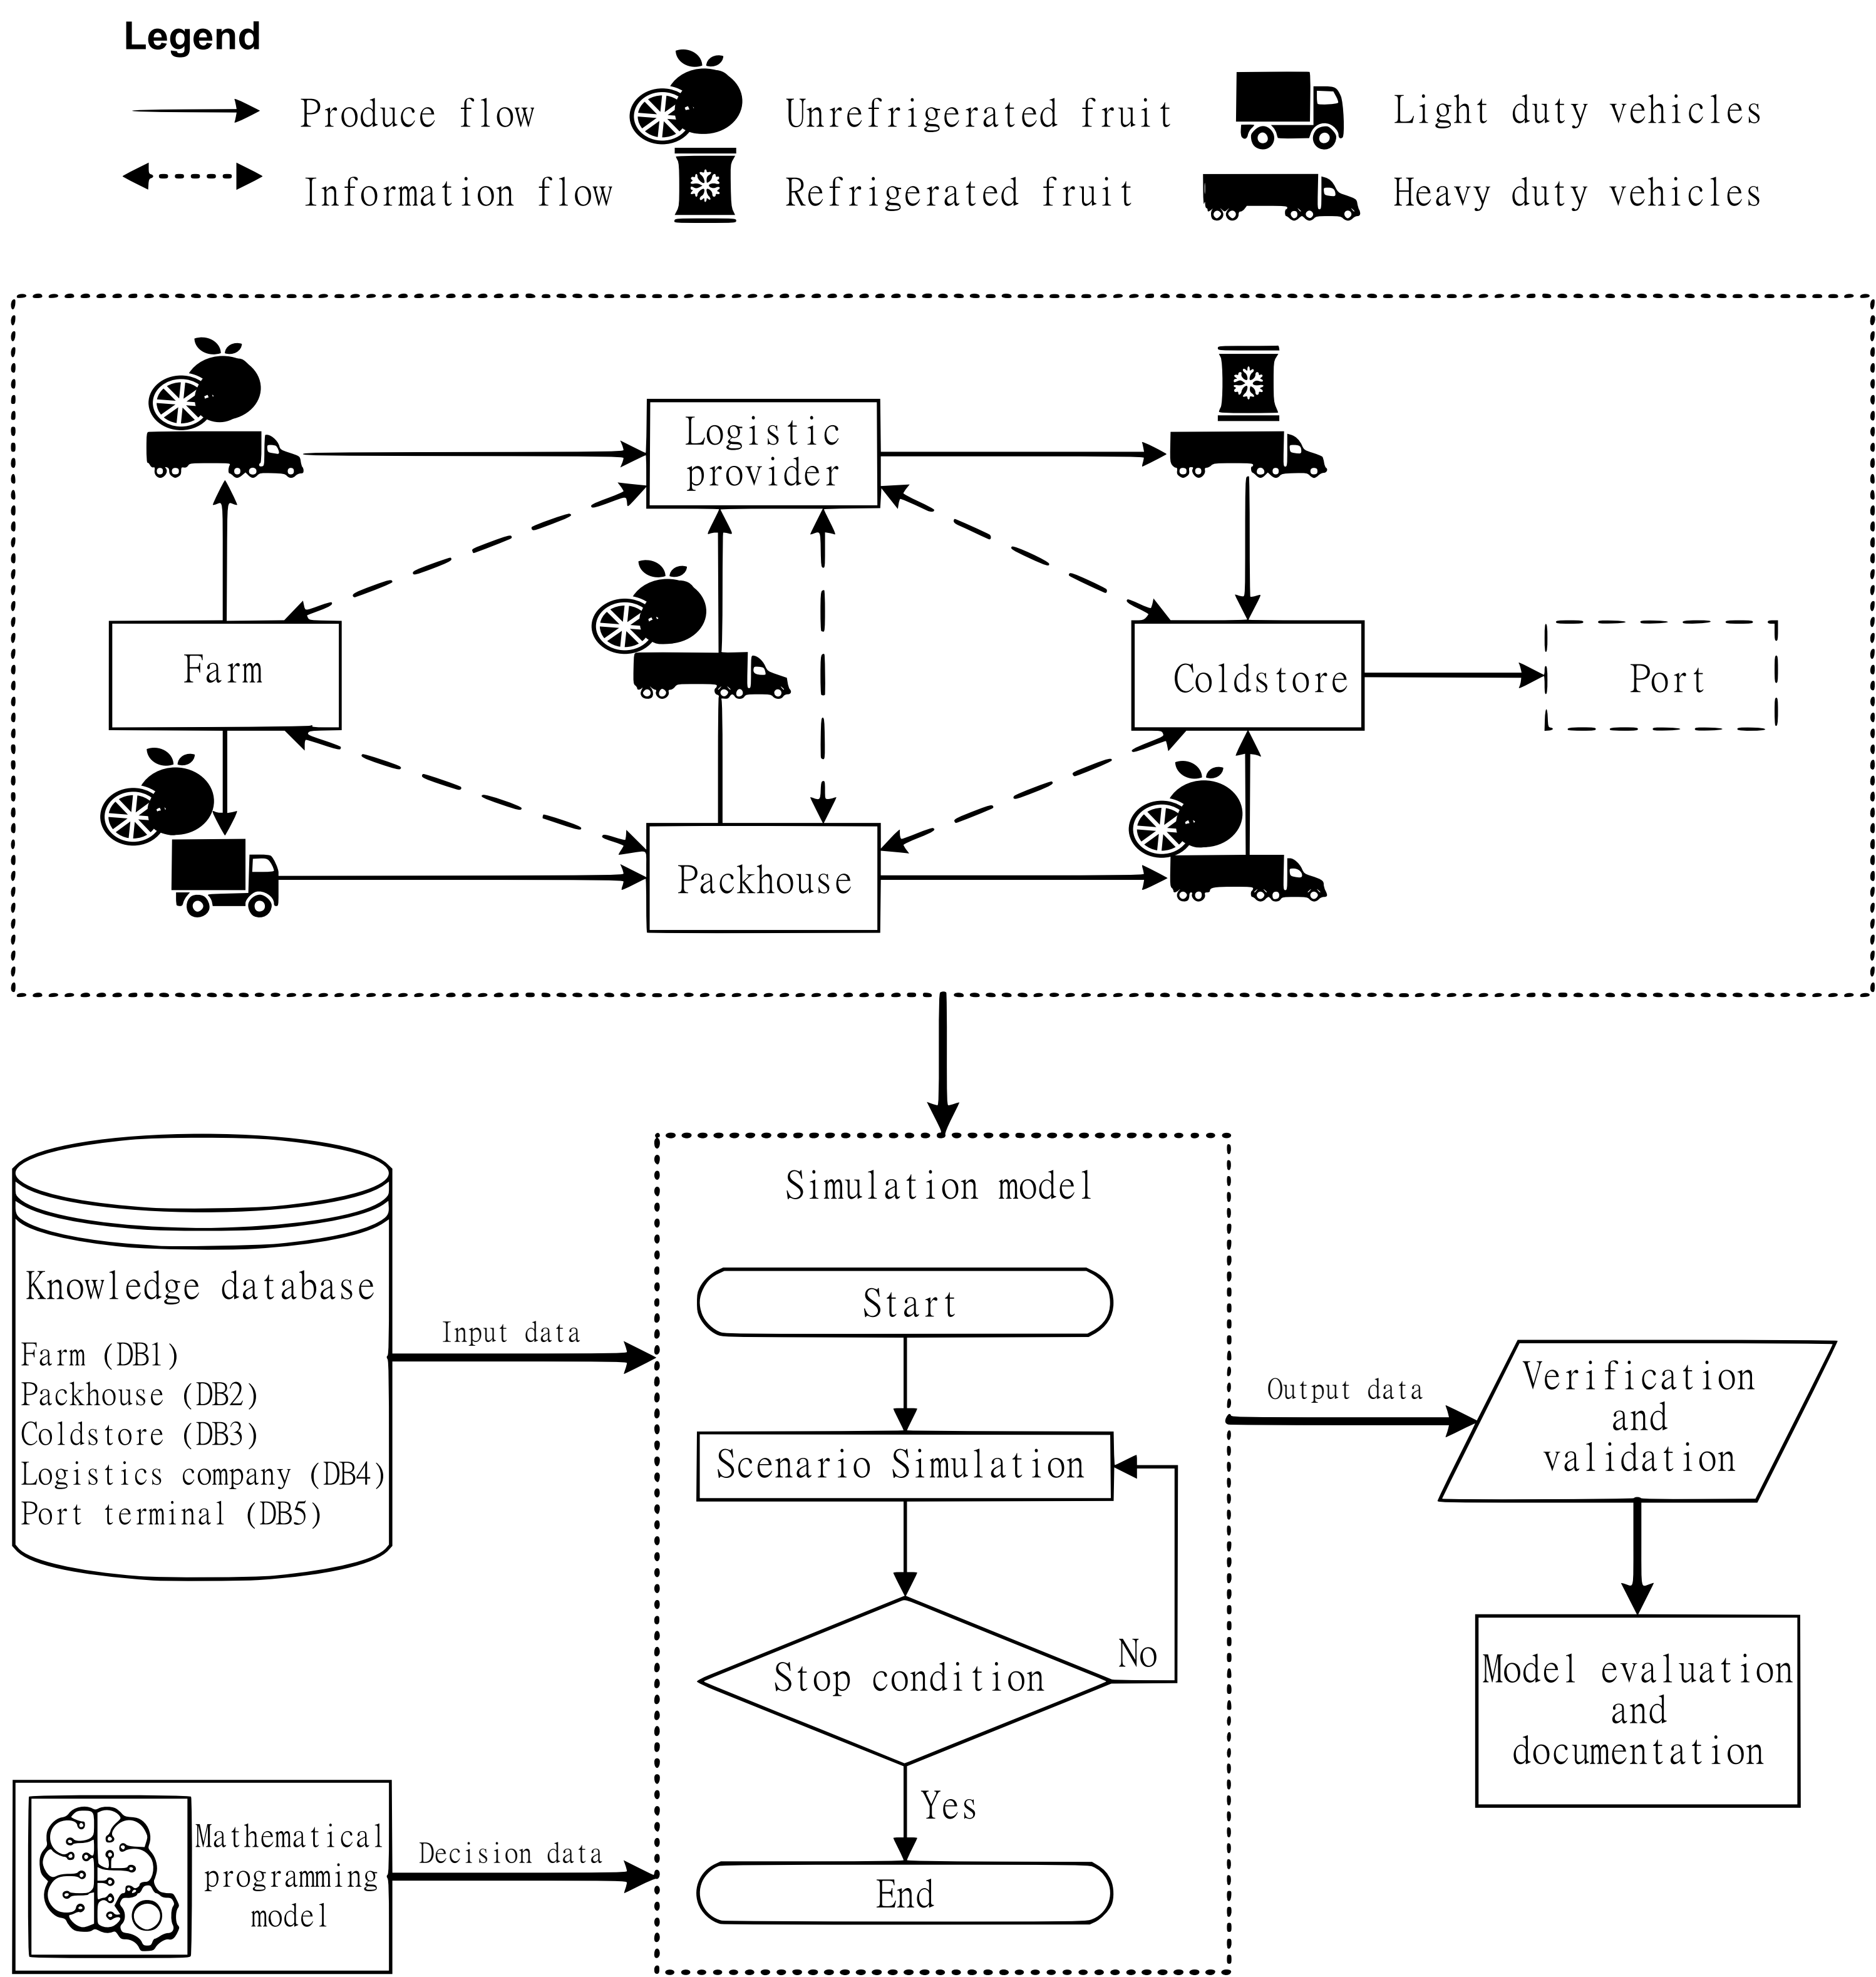 Legend
Produce flow
Unrefrigerated fruit
Light duty vehicles
Information flow
Refrigerated fruit
Heavy duty vehicles
Logistic
provider
Farm
Coldstore
Port
Packhouse
Simulation model
Knowledge database
Farm (DB1)
Packhouse (DB2)
Coldstore (DB3)
Logistics company (DB4)
Port terminal (DB5)
Input data
Start
Scenario Simulation
Stop condition
No
Yes
End
Output data
Verification
and
validation
Model evaluation
and
documentation
Mathematical
programming
model
Decision data